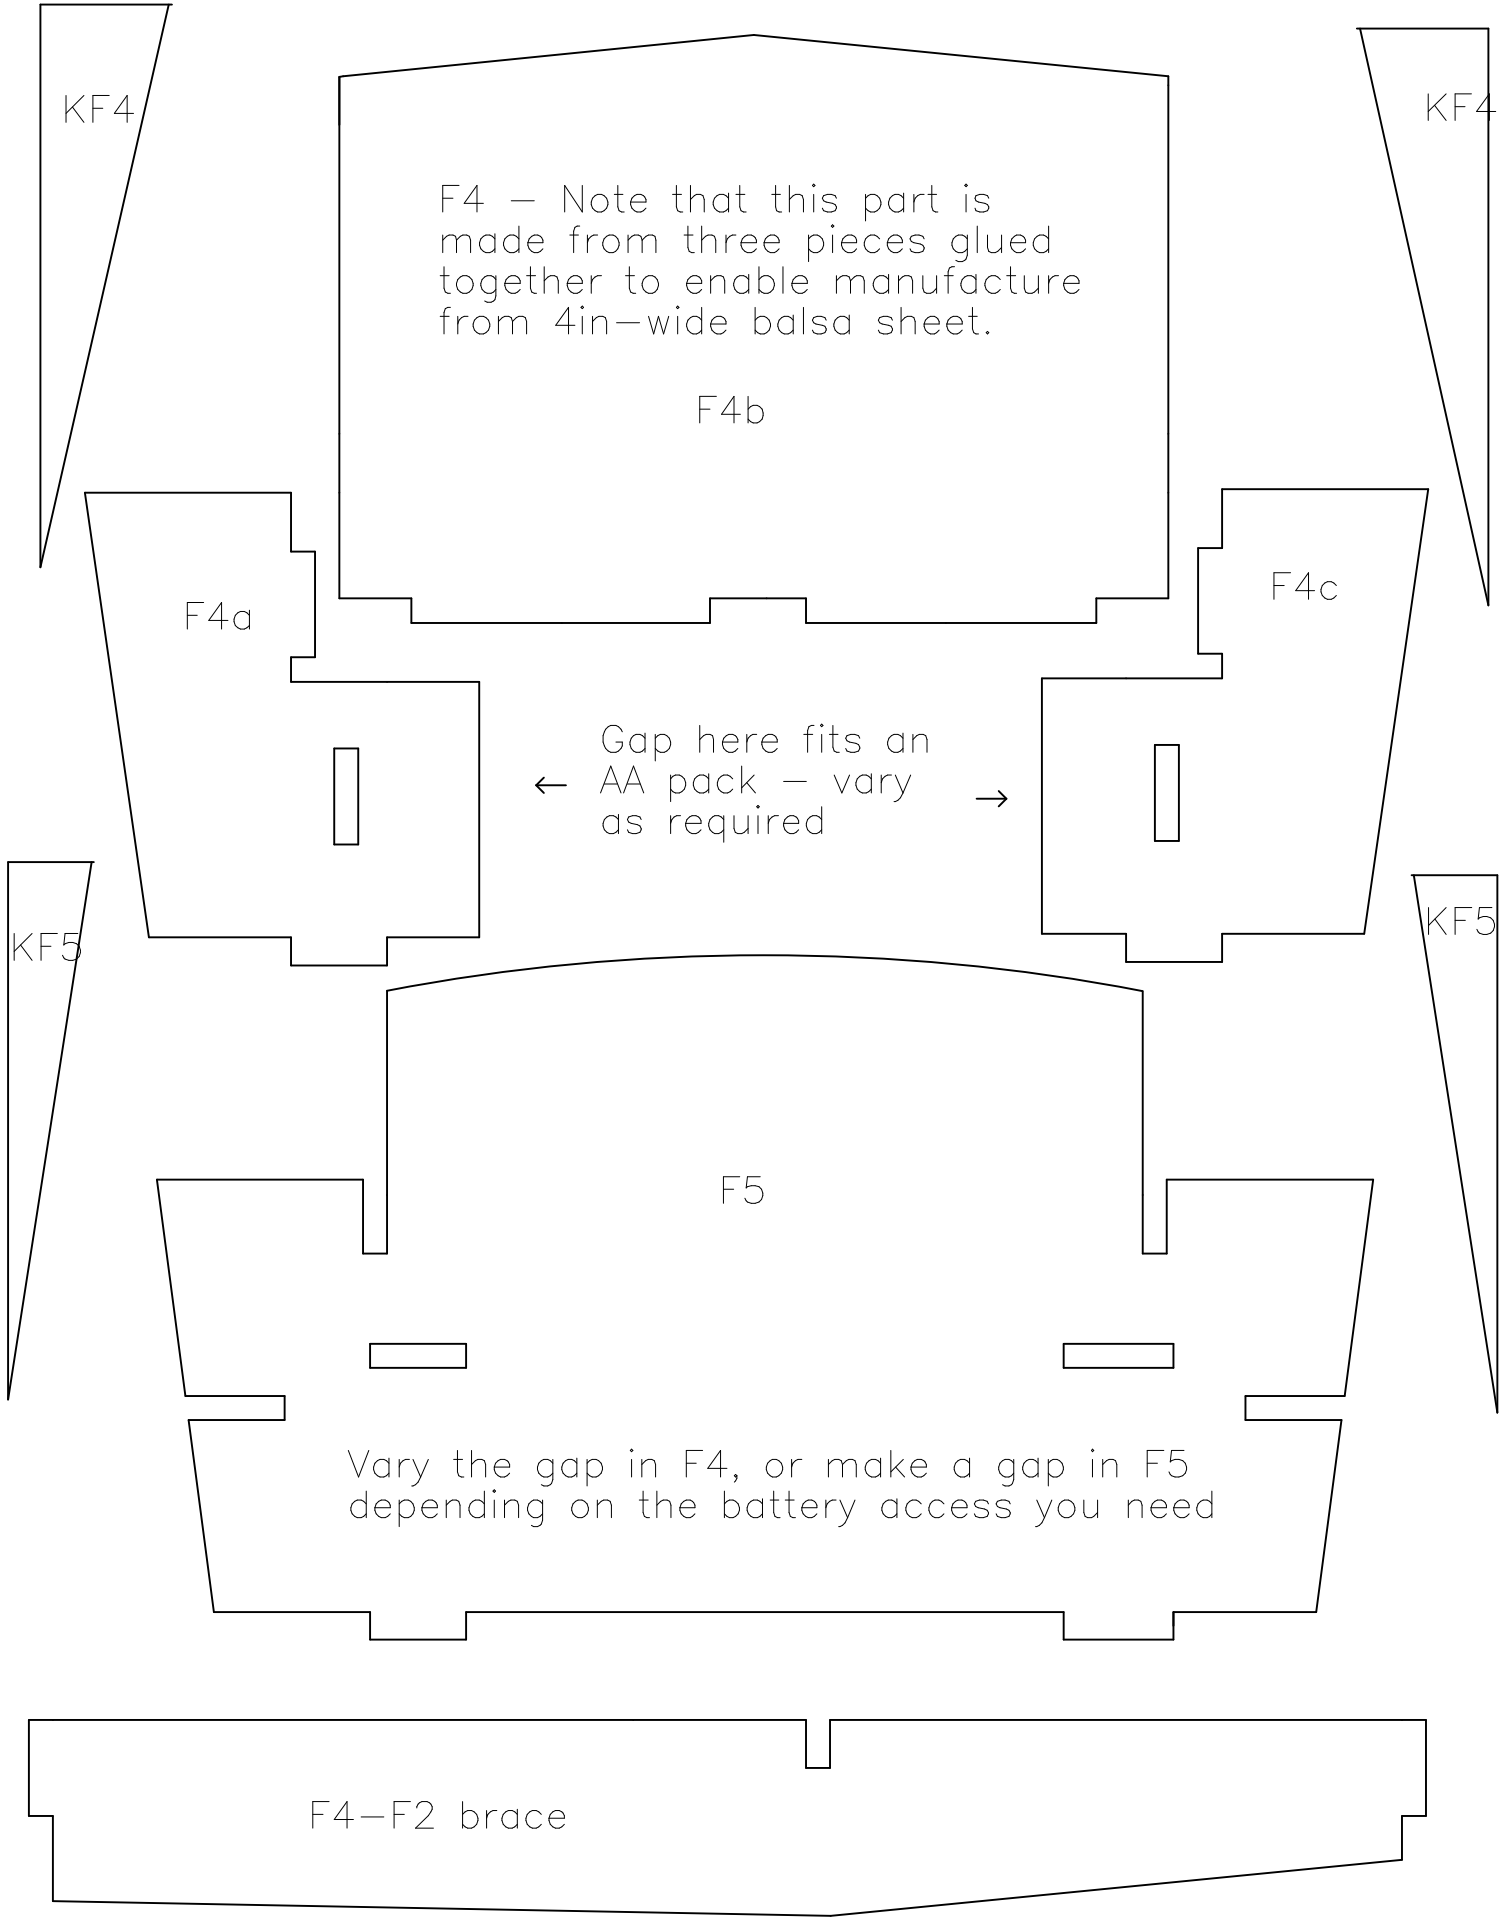 KF4
KF4
F4 – Note that this part is
made from three pieces glued
together to enable manufacture
from 4in–wide balsa sheet.
F4b
F4a
F4c
Gap here fits an
AA pack – vary
as required
KF5
KF5
F5
Vary the gap in F4, or make a gap in F5
depending on the battery access you need
F4–F2 brace